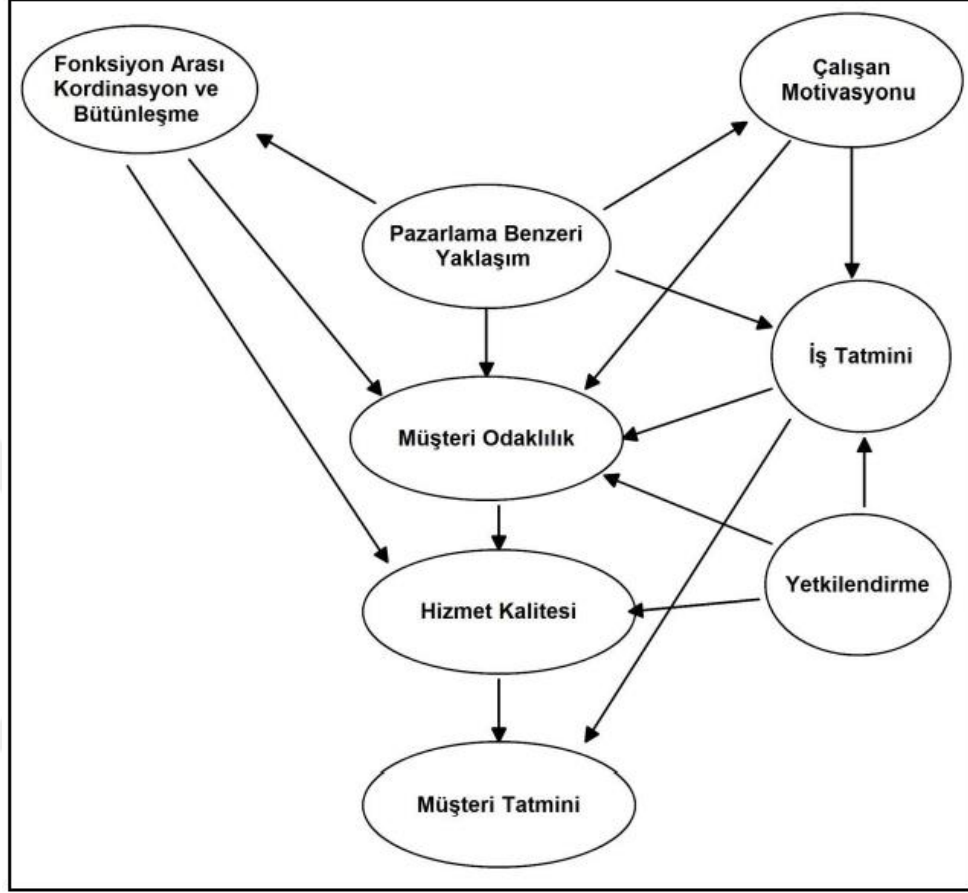 Fonksiyon Arası
Kordinasyon ve
Bütünleşme
Çalışan
Motivasyonu
Pazarlama Benzeri
Yaklaşım
İş Tatmini
Müşteri Odaklılık
Yetkilendirme
Hizmet Kalitesi
Müşteri Tatmini